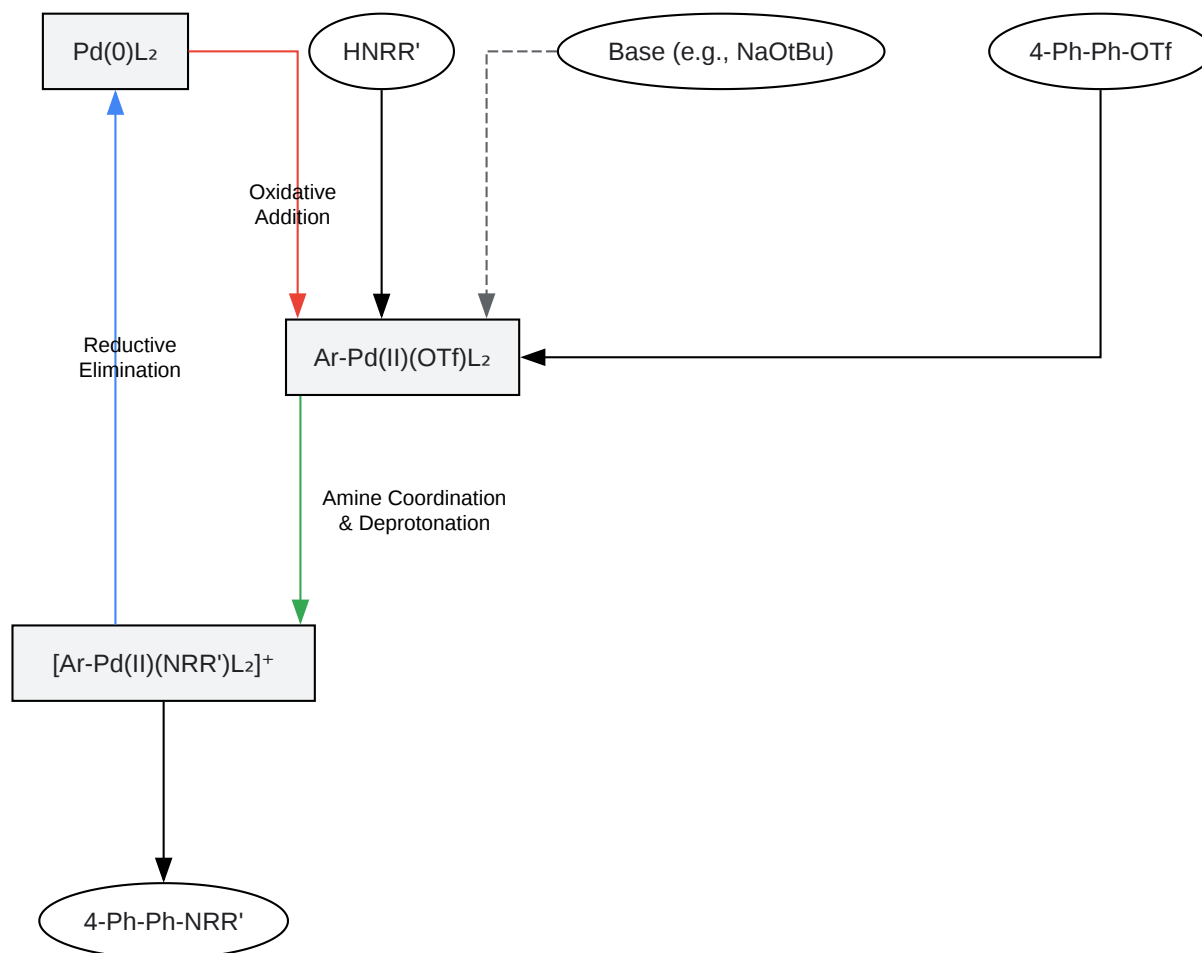 Pd(0)L₂
HNRR'
Base (e.g., NaOtBu)
4-Ph-Ph-OTf
Oxidative
Addition
Reductive
Elimination
Ar-Pd(II)(OTf)L₂
Amine Coordination
& Deprotonation
[Ar-Pd(II)(NRR')L₂]⁺
4-Ph-Ph-NRR'